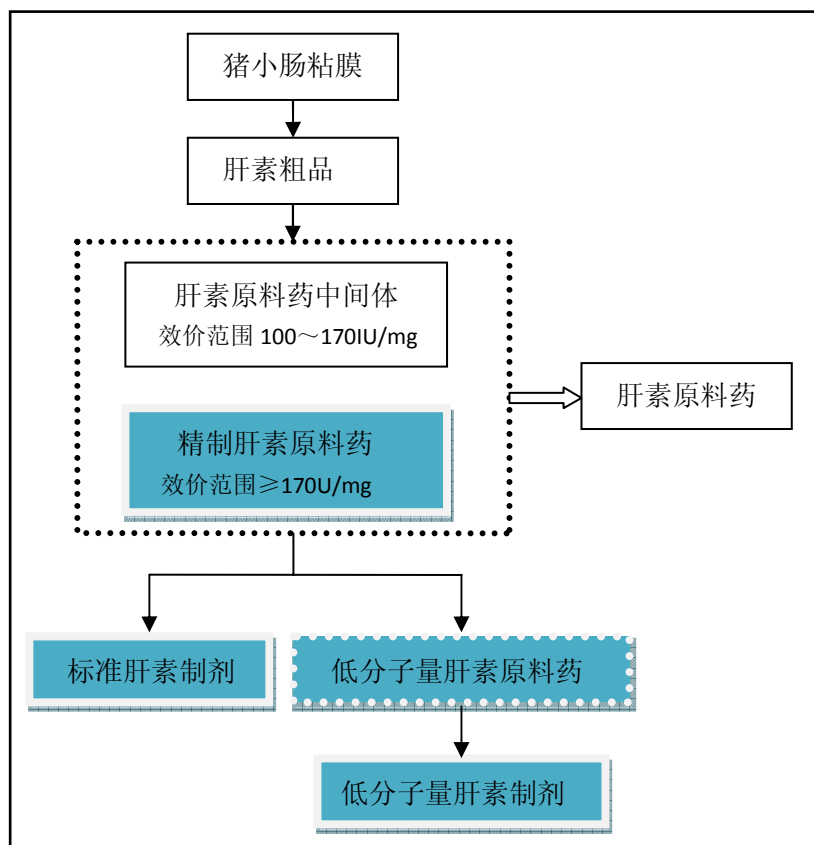 猪小肠粘膜
肝素粗品
肝素原料药中间体
效价范围 100～170IU/mg
肝素原料药
精制肝素原料药
效价范围≥170U/mg
标准肝素制剂
低分子量肝素原料药
低分子量肝素制剂